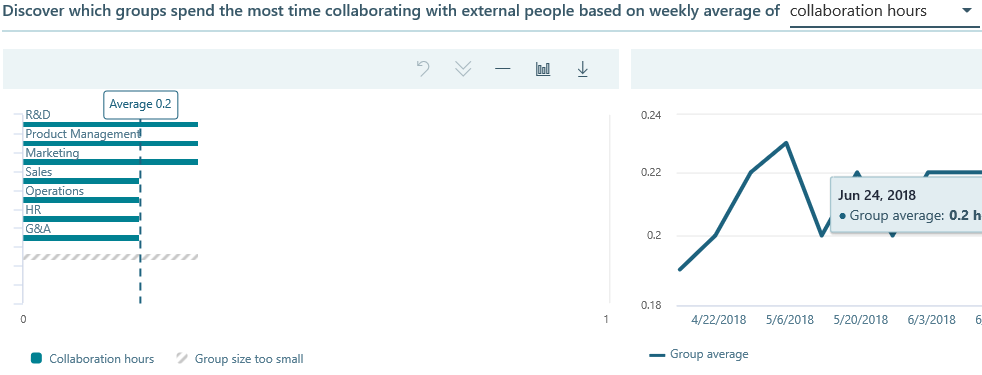 Discover which groups spend the most time collaborating with external people based on weekly average of collaboration hours
Average 0.2
R&D
Product Management
Marketing
Sales
Operations
HR
G&A
0
1
Collaboration hours
Group size too small
0.24
0.22
0.2
0.18
Jun 24, 2018
Group average: 0.2 h
4/22/2018
5/6/2018
5/20/2018
6/3/2018
6/
Group average